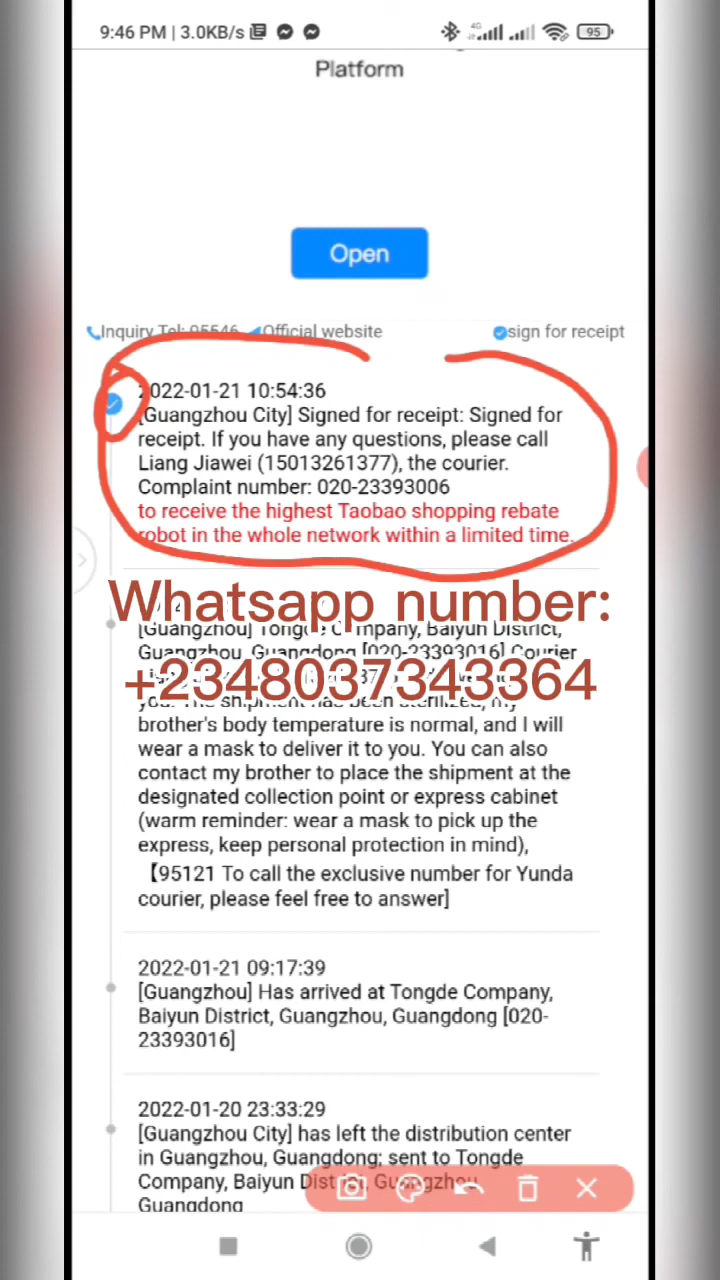 9:46 PM | 3.0KB/s
4G
95
Platform
Open
Inquiry Tel: 95546
Official website
sign for receipt
2022-01-21 10:54:36
[Guangzhou City] Signed for receipt: Signed for
receipt. If you have any questions, please call
Liang Jiawei (15013261377), the courier.
Complaint number: 020-23393006
to receive the highest Taobao shopping rebate
robot in the whole network within a limited time.
Whatsapp number:
[Guangzhou] Tongde Company, Baiyun District,
Guangzhou, Guangdong [020-23393016] Courier
+2348037343364
you. The shipment has been sterilized, my
brother's body temperature is normal, and I will
wear a mask to deliver it to you. You can also
contact my brother to place the shipment at the
designated collection point or express cabinet
(warm reminder: wear a mask to pick up the
express, keep personal protection in mind),
【95121 To call the exclusive number for Yunda
courier, please feel free to answer]
2022-01-21 09:17:39
[Guangzhou] Has arrived at Tongde Company,
Baiyun District, Guangzhou, Guangdong [020-
23393016]
2022-01-20 23:33:29
[Guangzhou City] has left the distribution center
in Guangzhou, Guangdong; sent to Tongde
Company, Baiyun District, Guangzhou,
Guangdong